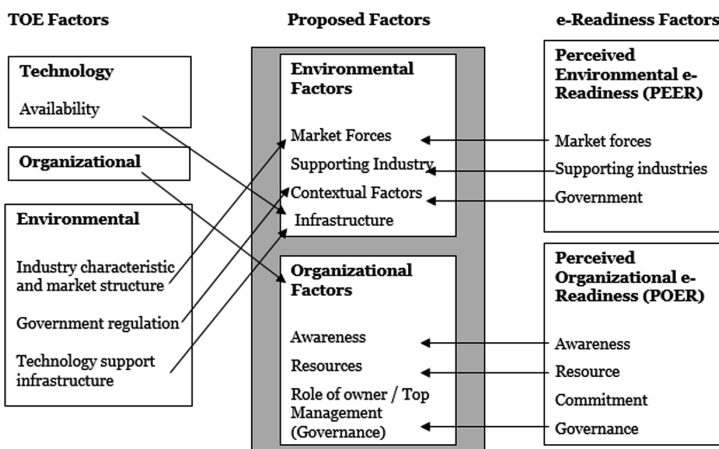 TOE Factors
Technology
Availability
Organizational
Environmental
Industry characteristic
and market structure
Government regulation
Technology support
infrastructure
Proposed Factors
Environmental
Factors
Market Forces
Supporting Industry
Contextual Factors
Infrastructure
Organizational
Factors
Awareness
Resources
Role of owner / Top
Management
(Governance)
e-Readiness Factors
Perceived
Environmental e-
Readiness (PEER)
Market forces
Supporting industries
Government
Perceived
Organizational e-
Readiness (POER)
Awareness
Resource
Commitment
Governance